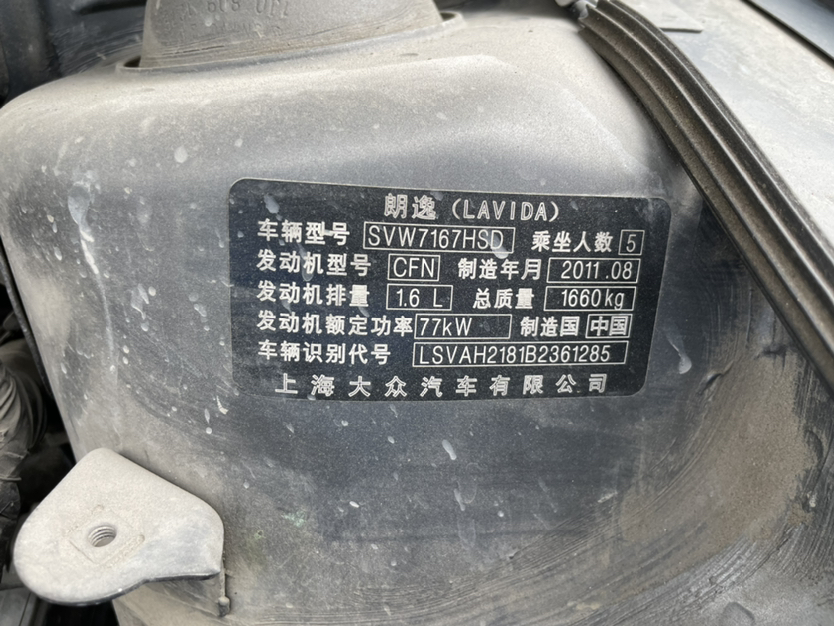 朗逸（LAVIDA）
车辆型号 SVW7167HSD 乘坐人数 5
发动机型号 CFN 制造年月 2011.08
发动机排量 1.6 L 总质量 1660kg
发动机额定功率 77kW 制造国 中国
车辆识别代号 LSVAH2181B2361285
上海大众汽车有限公司